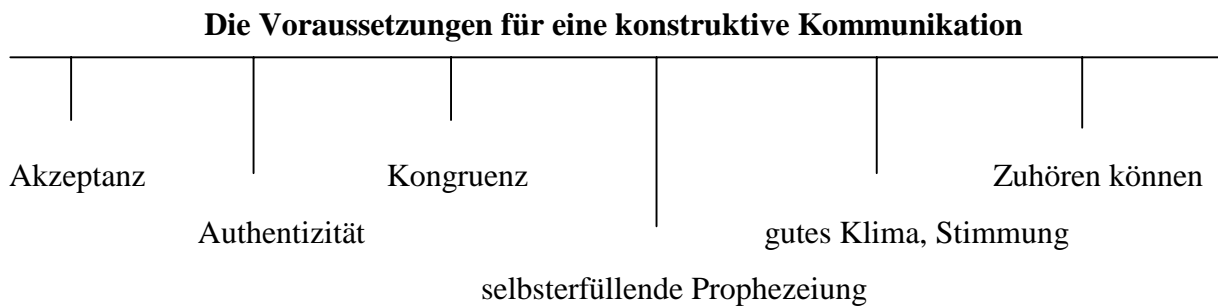 Die Voraussetzungen für eine konstruktive Kommunikation
Akzeptanz Kongruenz Zuhören können
Authentizität gutes Klima, Stimmung
selbsterfüllende Prophezeiung